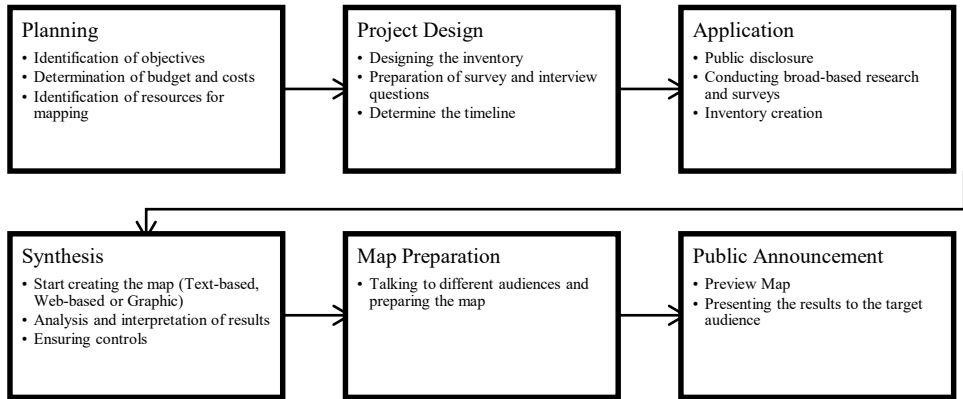 Planning
• Identification of objectives
• Determination of budget and costs
• Identification of resources for
mapping
Project Design
• Designing the inventory
• Preparation of survey and interview
questions
• Determine the timeline
Application
• Public disclosure
• Conducting broad-based research
and surveys
• Inventory creation
Synthesis
• Start creating the map (Text-based,
Web-based or Graphic)
• Analysis and interpretation of results
• Ensuring controls
Map Preparation
• Talking to different audiences and
preparing the map
Public Announcement
• Preview Map
• Presenting the results to the target
audience